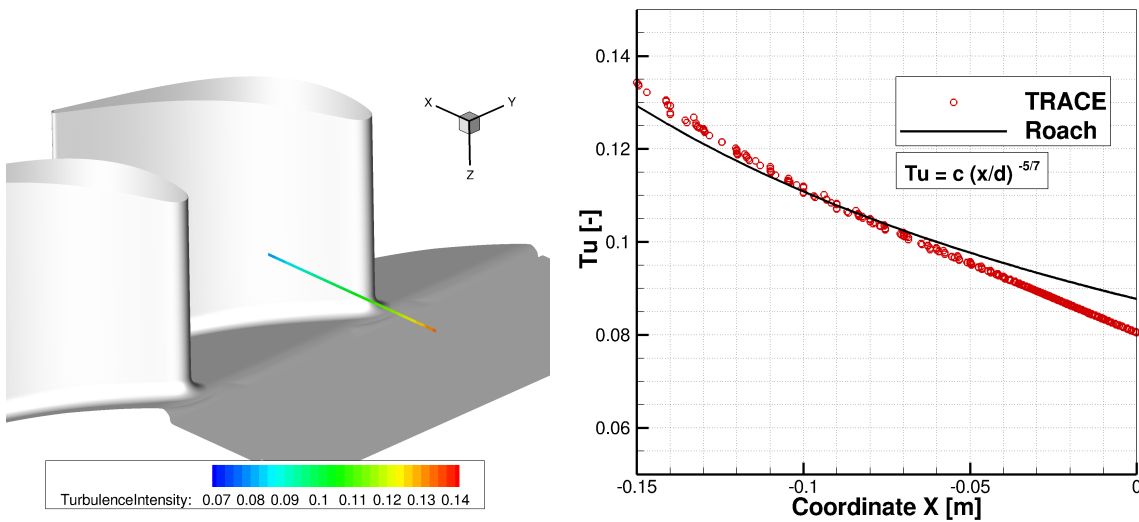 X
Y
Z
TurbulenceIntensity: 0.07 0.08 0.09 0.1 0.11 0.12 0.13 0.14
Tu [-]
0.14
0.12
0.1
0.08
0.06
TRACE
Roach
Tu = c (x/d) -5/7
-0.15 -0.1 -0.05 0
Coordinate X [m]